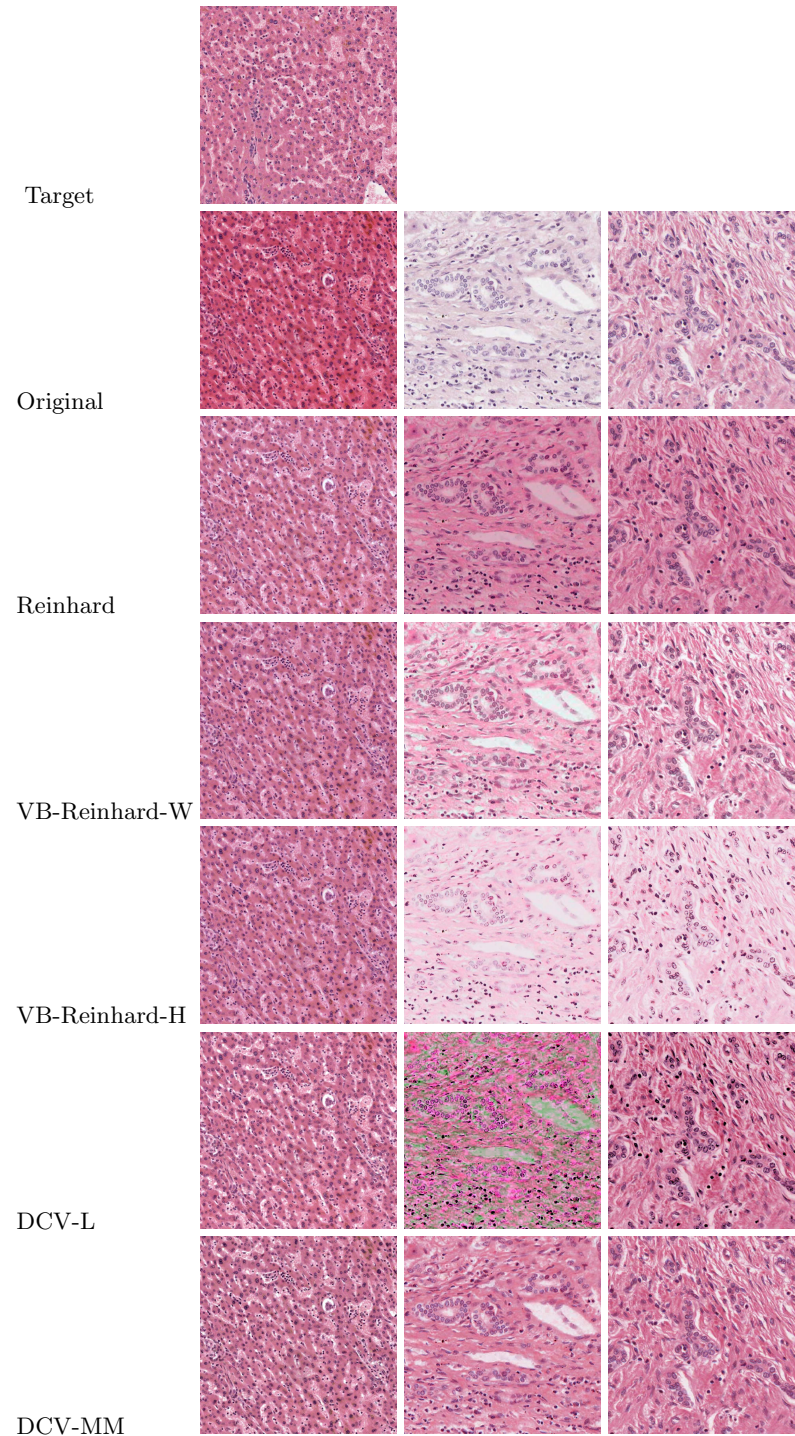 Target
Original
Reinhard
VB-Reinhard-W
VB-Reinhard-H
DCV-L
DCV-MM